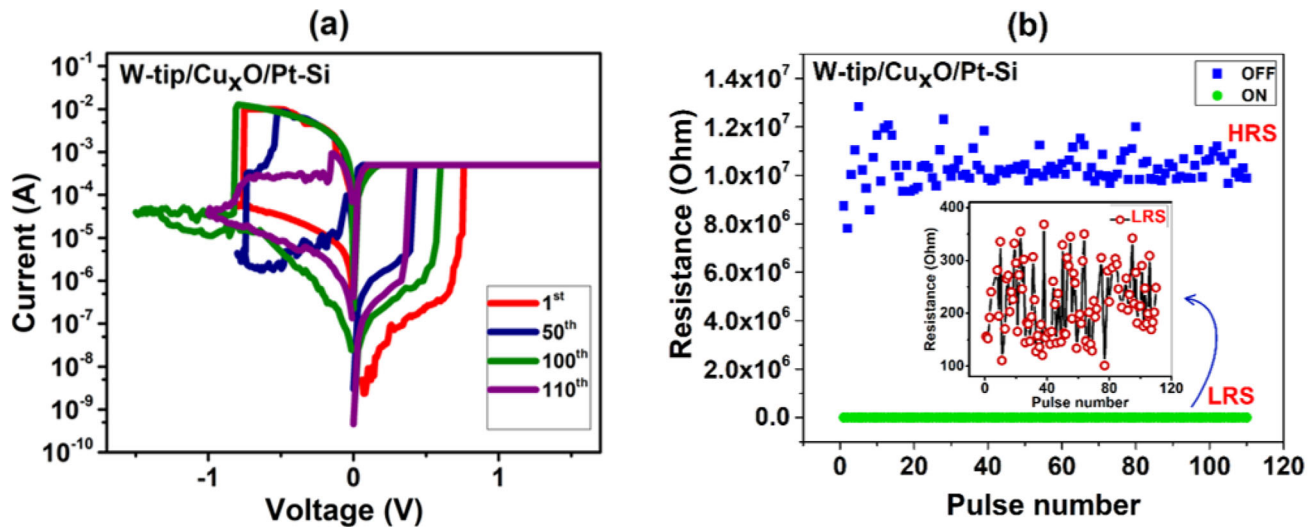 (a)
W-tip/CuₓO/Pt-Si
10⁻¹
10⁻²
10⁻³
10⁻⁴
10⁻⁵
10⁻⁶
10⁻⁷
10⁻⁸
10⁻⁹
10⁻¹⁰
Current (A)
-1 0 1
Voltage (V)
1ˢᵗ
50ᵗʰ
100ᵗʰ
110ᵗʰ
(b)
W-tip/CuₓO/Pt-Si
OFF
ON
HRS
1.4x10⁷
1.2x10⁷
1.0x10⁷
8.0x10⁶
6.0x10⁶
4.0x10⁶
2.0x10⁶
0.0
Resistance (Ohm)
400
300
200
100
Resistance (Ohm)
LRS
0 40 80 120
Pulse number
LRS
0 20 40 60 80 100 120
Pulse number